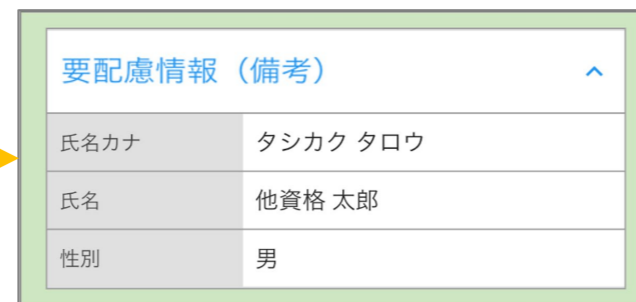 要配慮情報（備考）
氏名カナ タシカク タロウ
氏名 他資格 太郎
性別 男